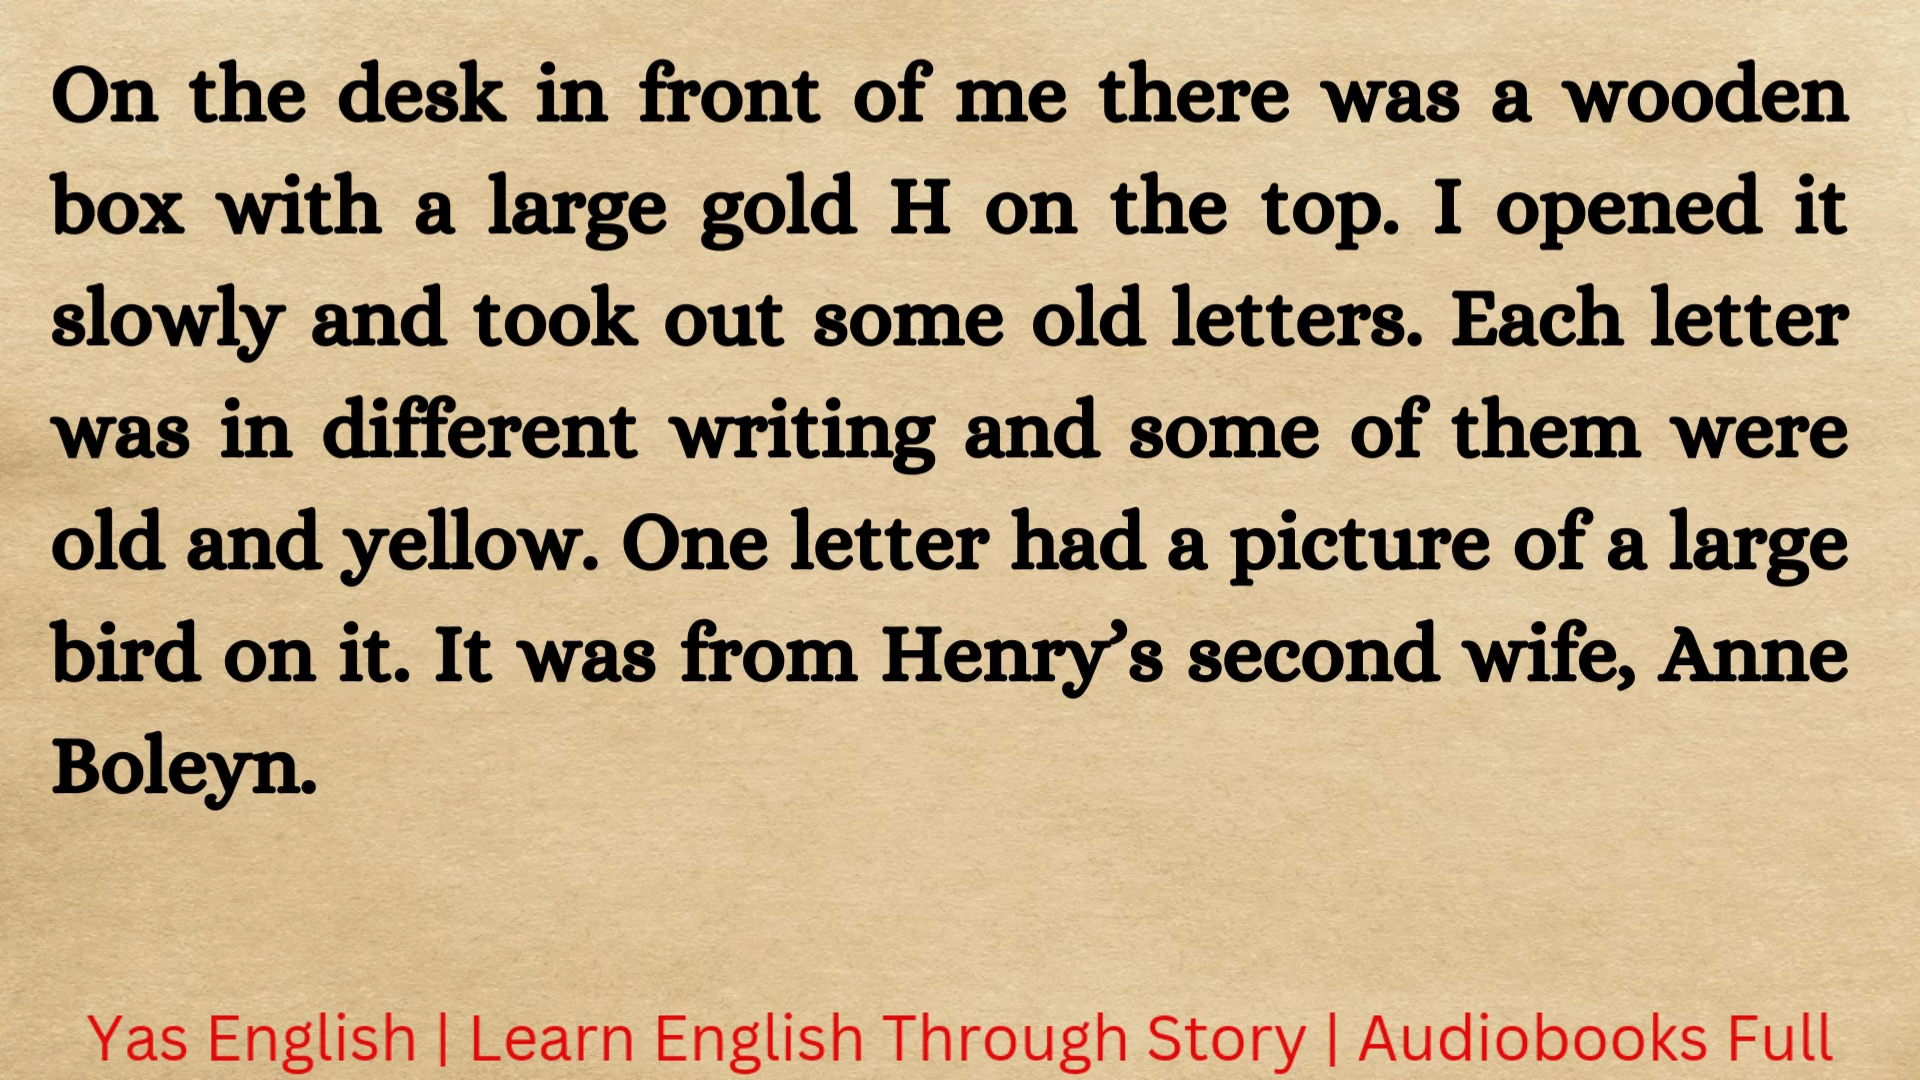 On the desk in front of me there was a wooden
box with a large gold H on the top. I opened it
slowly and took out some old letters. Each letter
was in different writing and some of them were
old and yellow. One letter had a picture of a large
bird on it. It was from Henry’s second wife, Anne
Boleyn.
Yas English | Learn English Through Story | Audiobooks Full